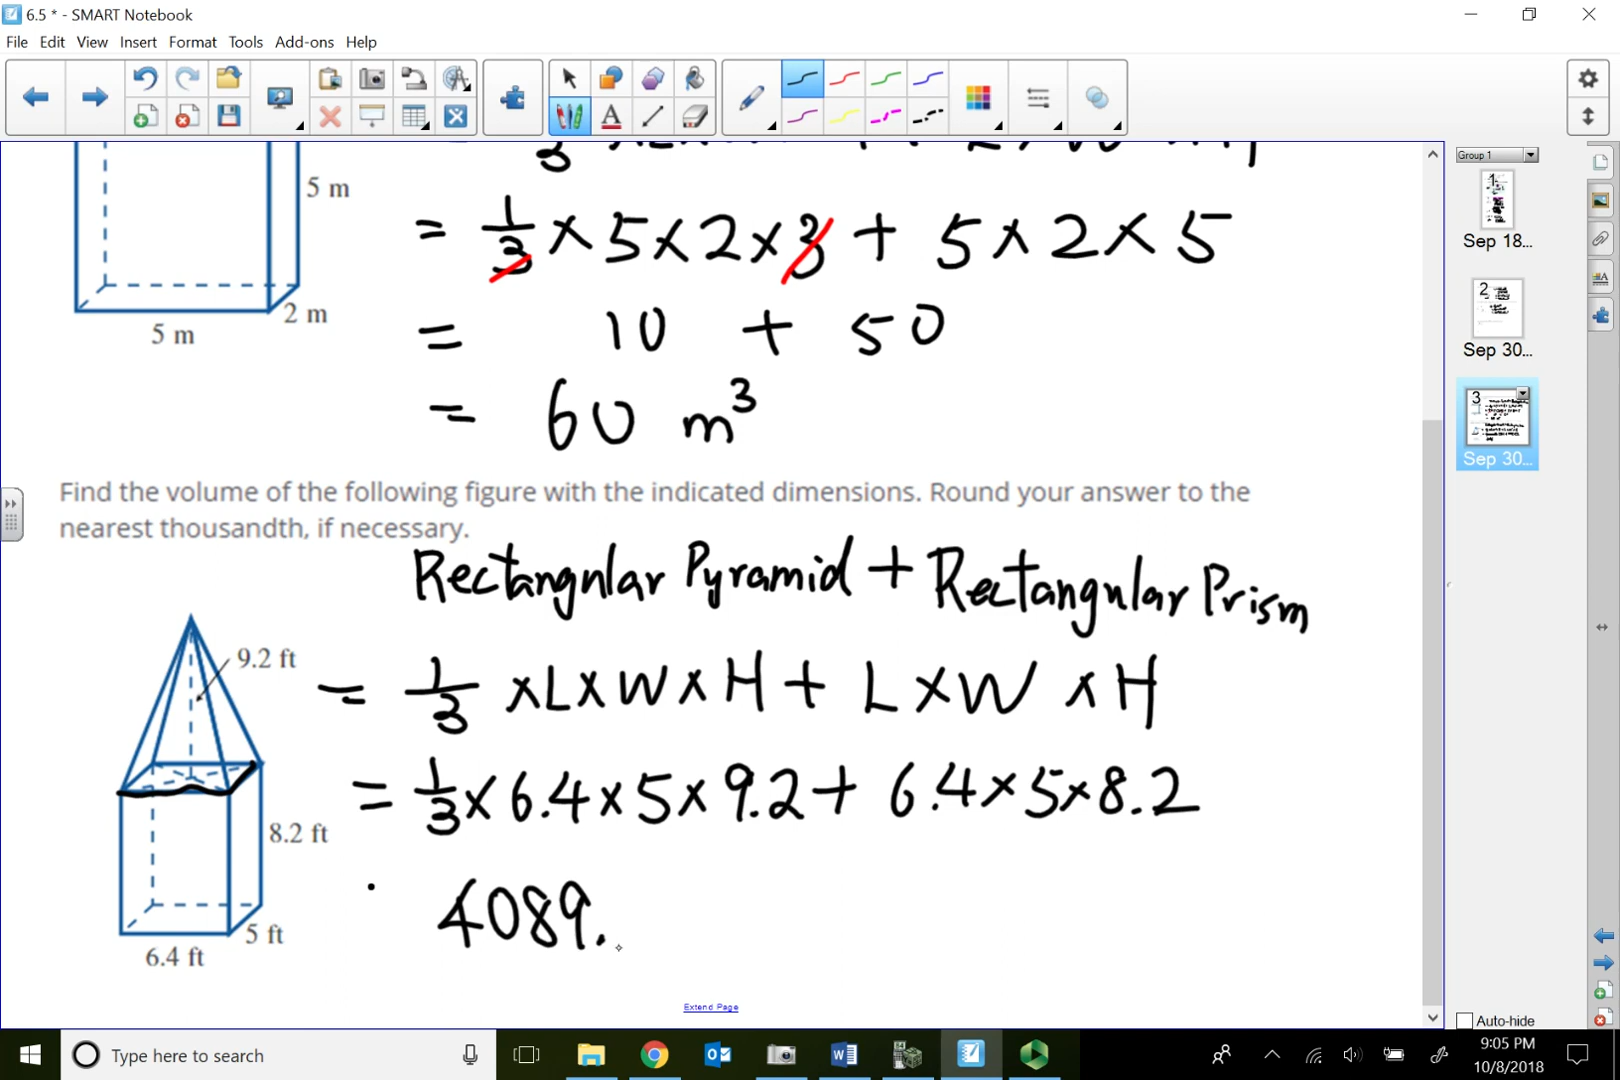 6.5 * - SMART Notebook
File Edit View Insert Format Tools Add-ons Help
Group 1
5 m
2 m
5 m
= 1/3 × 5 × 2 × 3 + 5 × 2 × 5
= 10 + 50
= 60 m³
Find the volume of the following figure with the indicated dimensions. Round your answer to the
nearest thousandth, if necessary.
Rectangular Pyramid + Rectangular Prism
9.2 ft
= 1/3 × L × W × H + L × W × H
= 1/3 × 6.4 × 5 × 9.2 + 6.4 × 5 × 8.2
8.2 ft
4089.
5 ft
6.4 ft
Extend Page
1
Sep 18...
2
Sep 30...
3
Sep 30...
Auto-hide
Type here to search
9:05 PM
10/8/2018